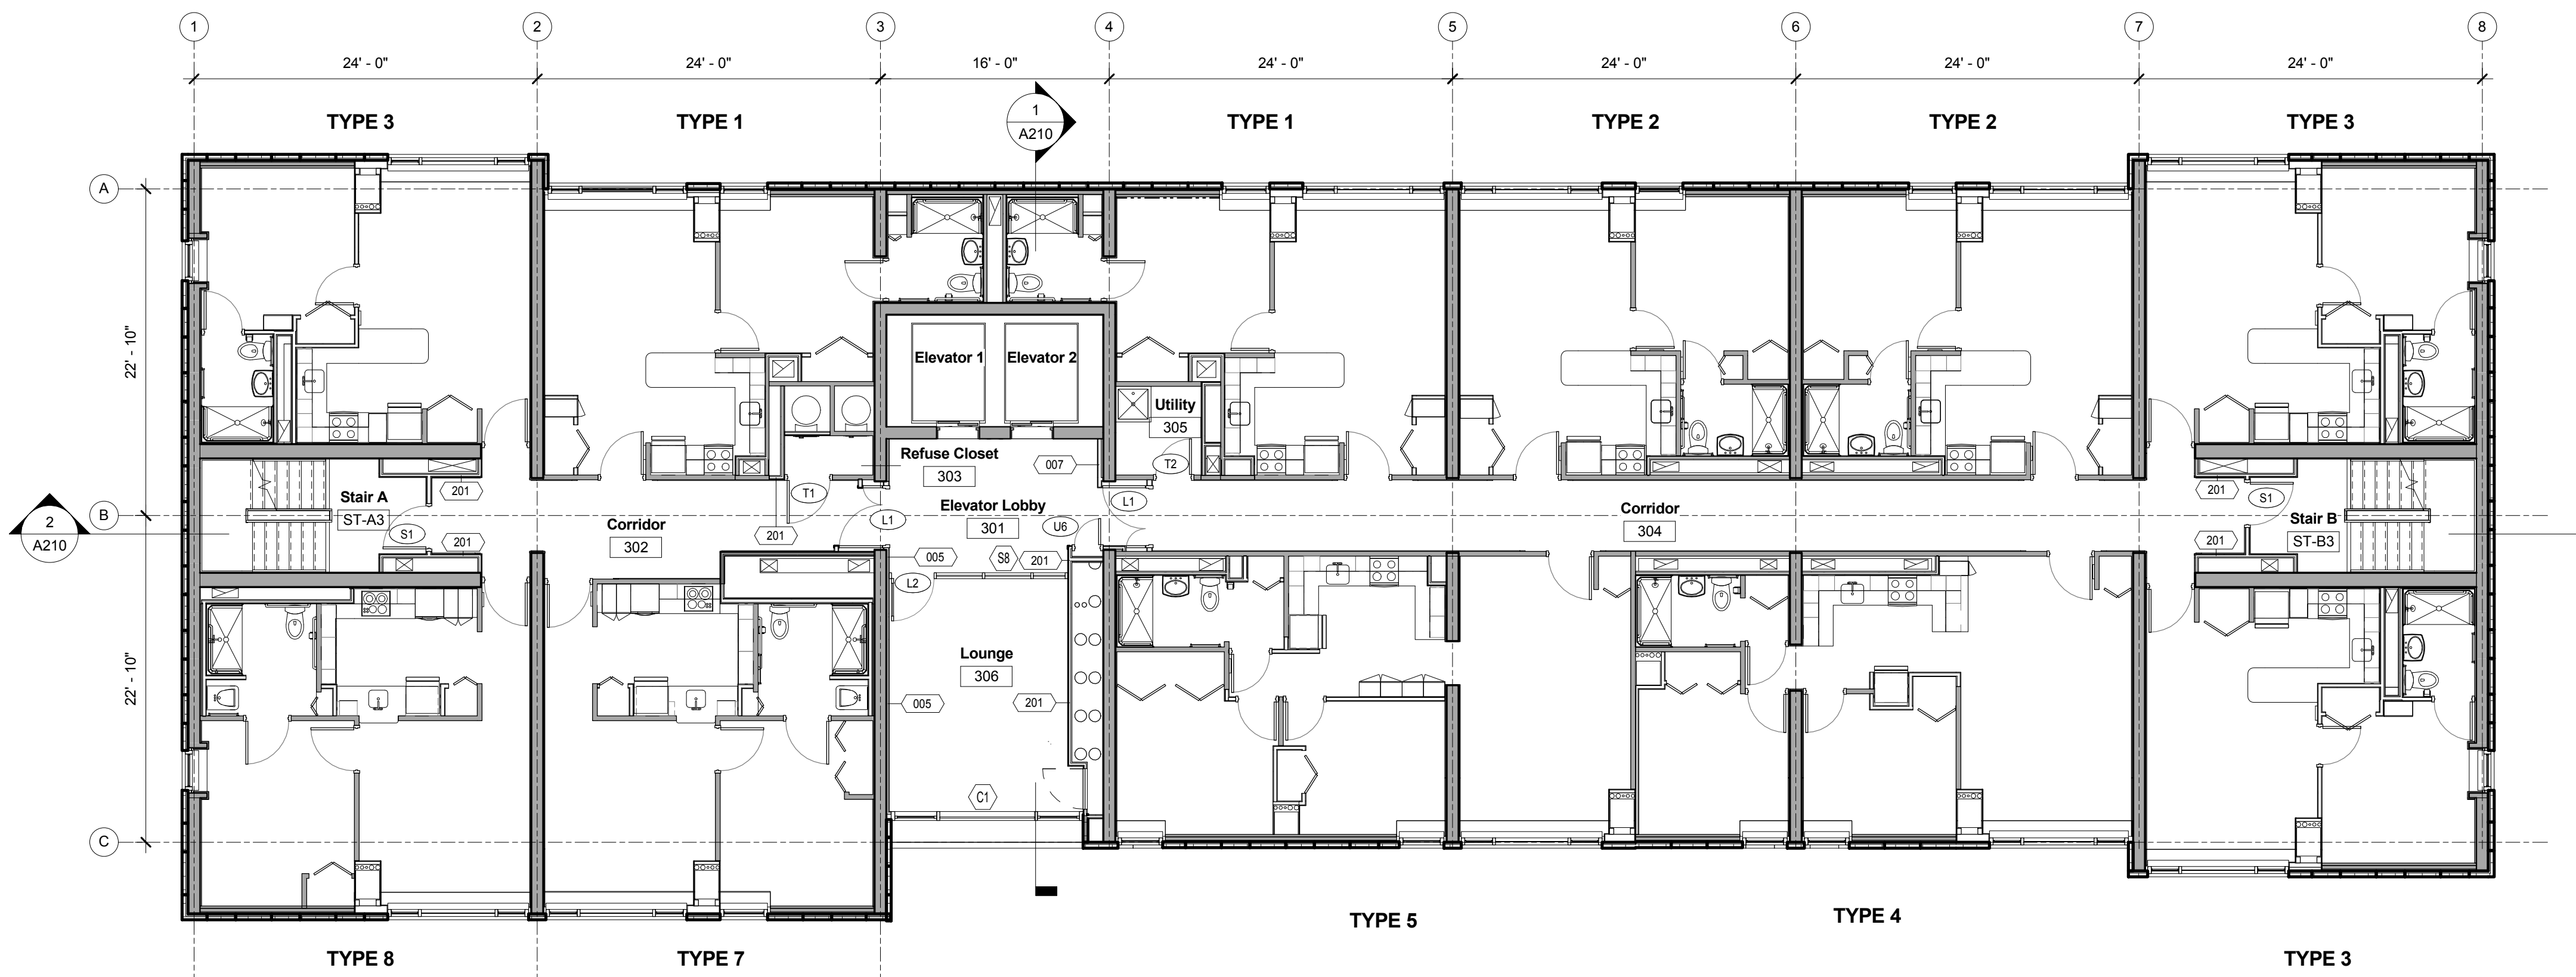 1 2 3 4 5 6 7 8
24' - 0" 24' - 0" 16' - 0" 24' - 0" 24' - 0" 24' - 0" 24' - 0"
TYPE 3 TYPE 1 TYPE 1 TYPE 2 TYPE 2 TYPE 3
1
A210
A
22' - 10"
Elevator 1 Elevator 2
Utility
305
Refuse Closet
303
007
T2
201
T1
201
Stair A
ST-A3
S1
201
B
2
A210
Corridor
302
201
L1
Elevator Lobby
301
U6
L1
Corridor
304
201
S1
Stair B
ST-B3
201
005
S8
201
L2
22' - 10"
Lounge
306
005
201
C1
C
TYPE 5
TYPE 4
TYPE 8
TYPE 7
TYPE 3